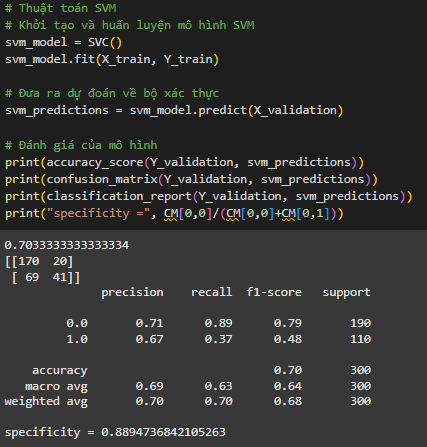 # Thuật toán SVM
# Khởi tạo và huấn luyện mô hình SVM
svm_model = SVC()
svm_model.fit(X_train, Y_train)
# Đưa ra dự đoán về bộ xác thực
svm_predictions = svm_model.predict(X_validation)
# Đánh giá của mô hình
print(accuracy_score(Y_validation, svm_predictions))
print(confusion_matrix(Y_validation, svm_predictions))
print(classification_report(Y_validation, svm_predictions))
print("specificity =", CM[0,0]/(CM[0,0]+CM[0,1]))
0.7033333333333334
[[170  20]
 [ 69  41]]
precision    recall  f1-score   support
0.0       0.71      0.89      0.79       190
1.0       0.67      0.37      0.48       110
accuracy                           0.70       300
macro avg       0.69      0.63      0.64       300
weighted avg       0.70      0.70      0.68       300
specificity = 0.8894736842105263